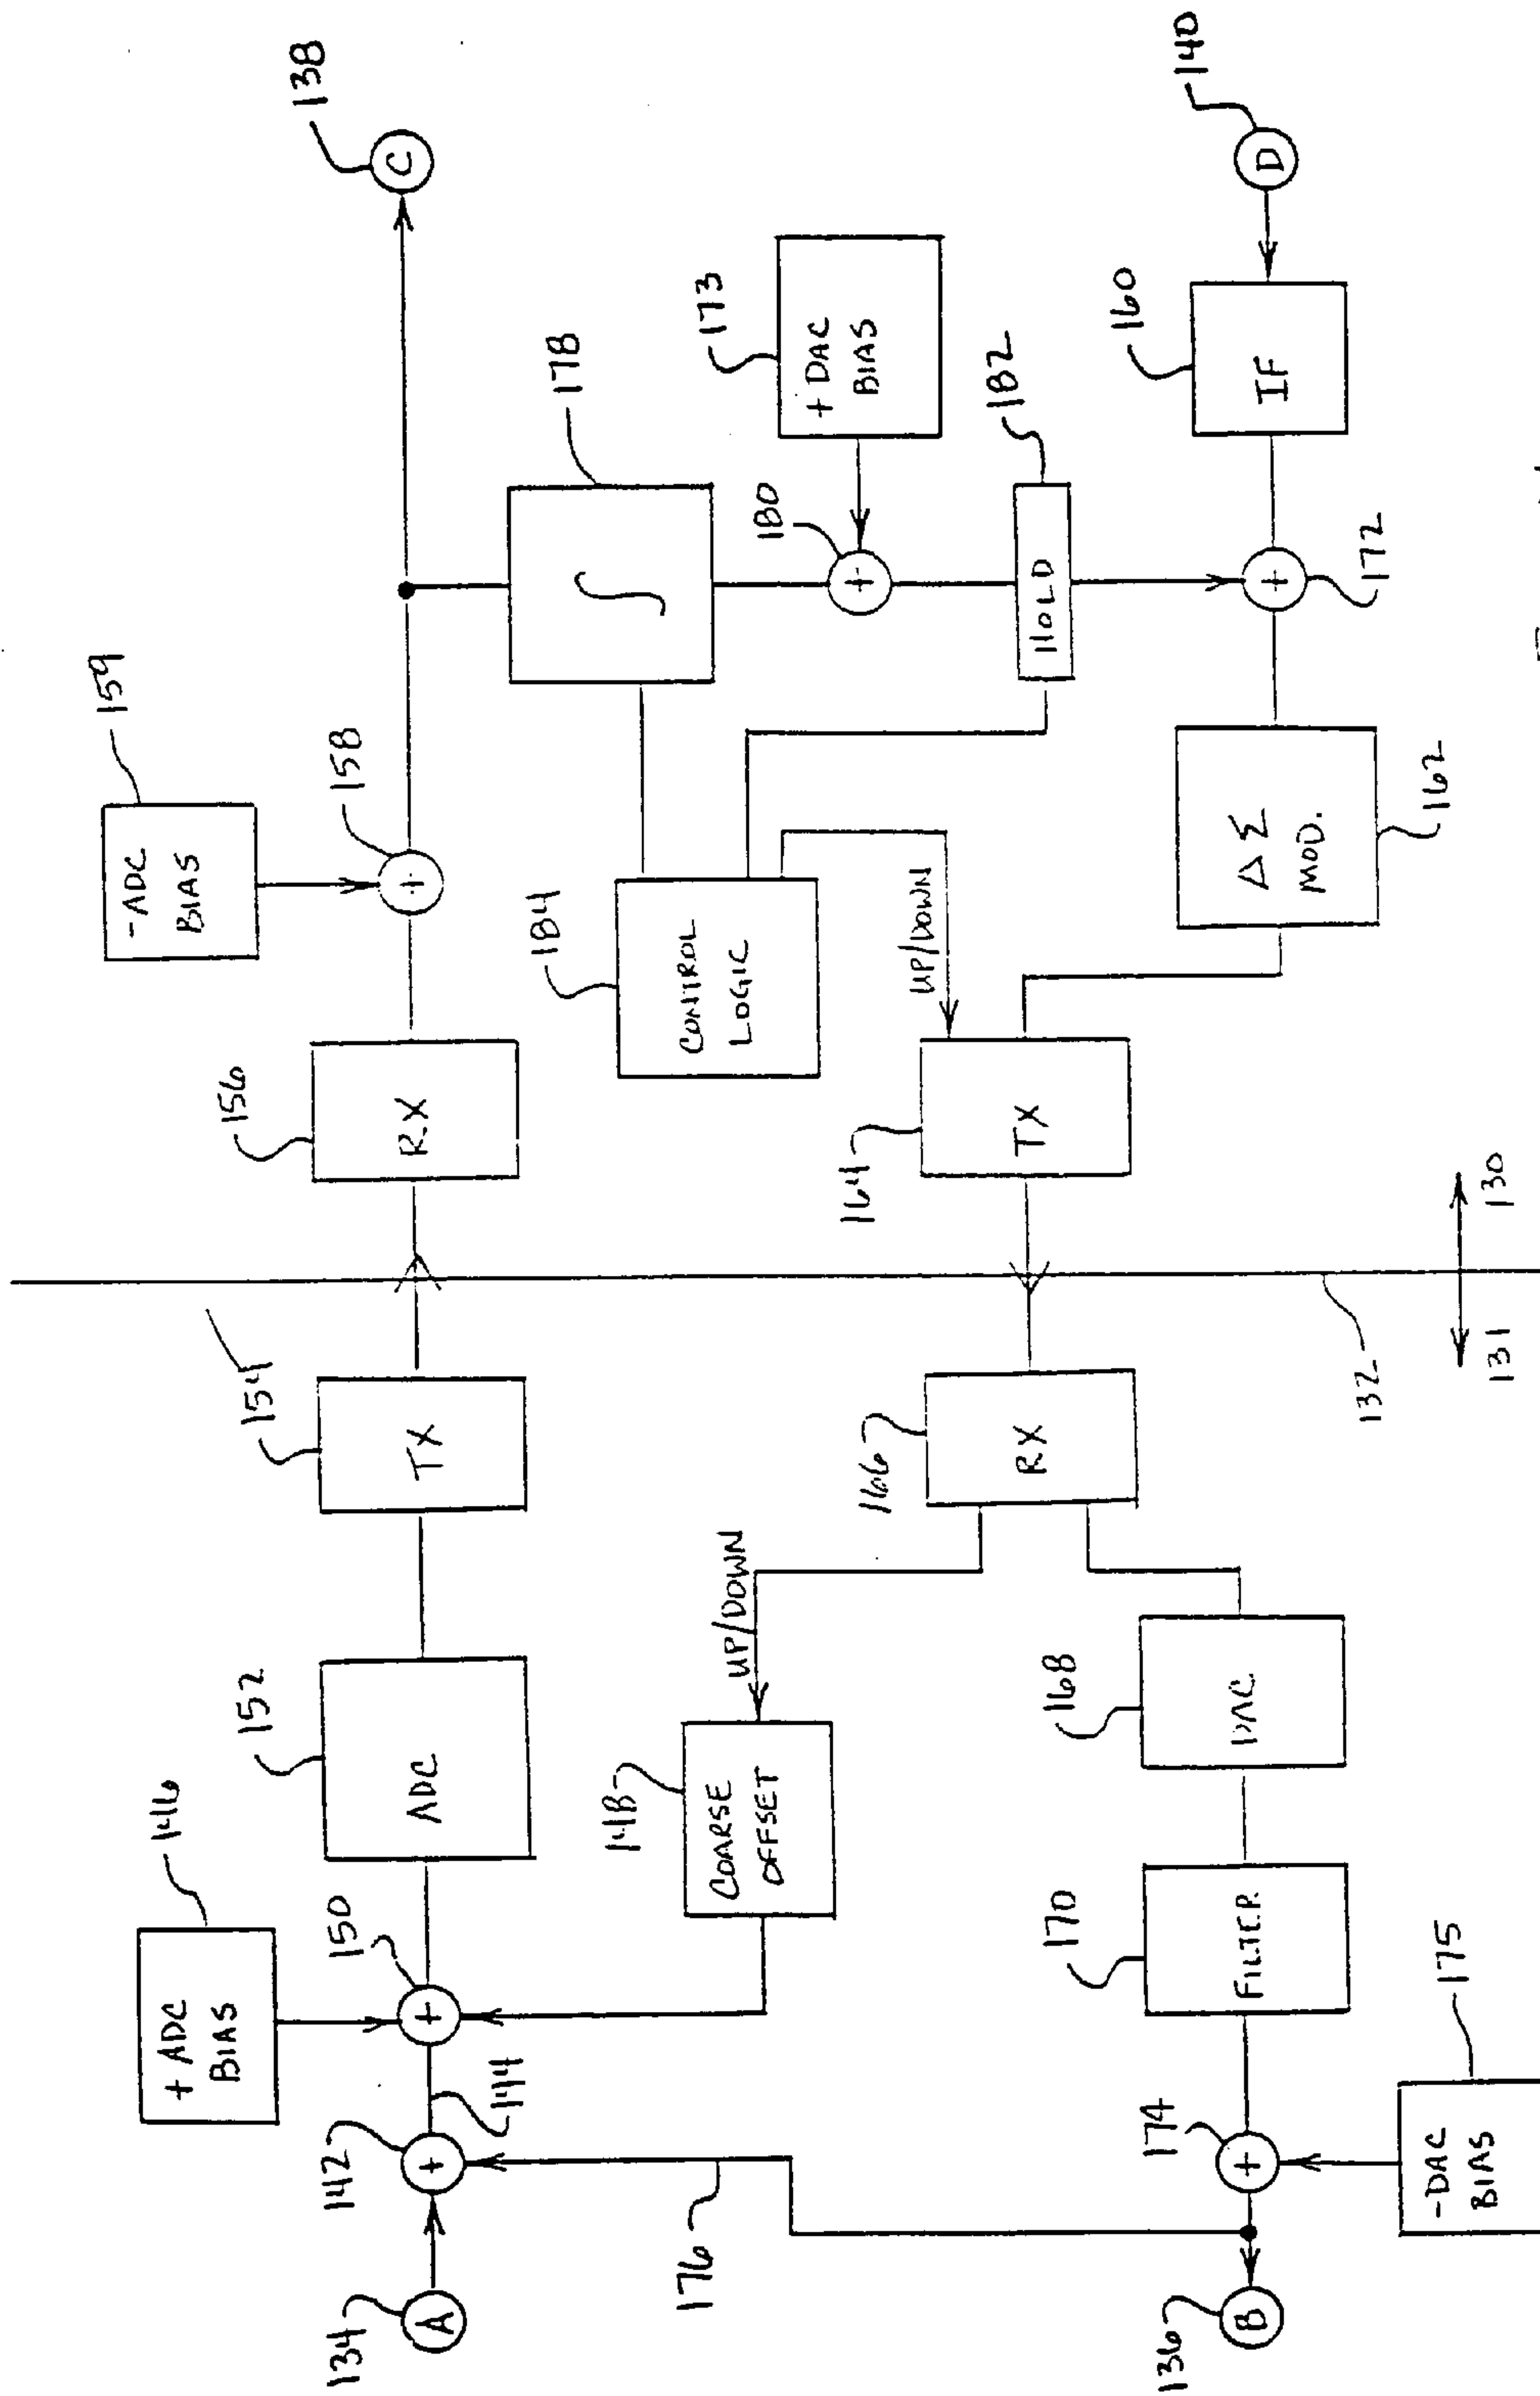 146
+ ADC
BIAS
159
-ADC
BIAS
134
A
142
+
144
150
+
152
ADC
154
TX
156
RX
158
+
138
C
148
COARSE
OFFSET
UP/DOWN
184
CONTROL
LOGIC
UP/DOWN
178
∫
180
+
173
+ DAC
BIAS
182
HOLD
176
166
RX
164
TX
136
B
174
+
170
FILTER
168
DAC
162
ΔΣ
MOD.
172
+
160
IF
140
D
175
-DAC
BIAS
132
131
130